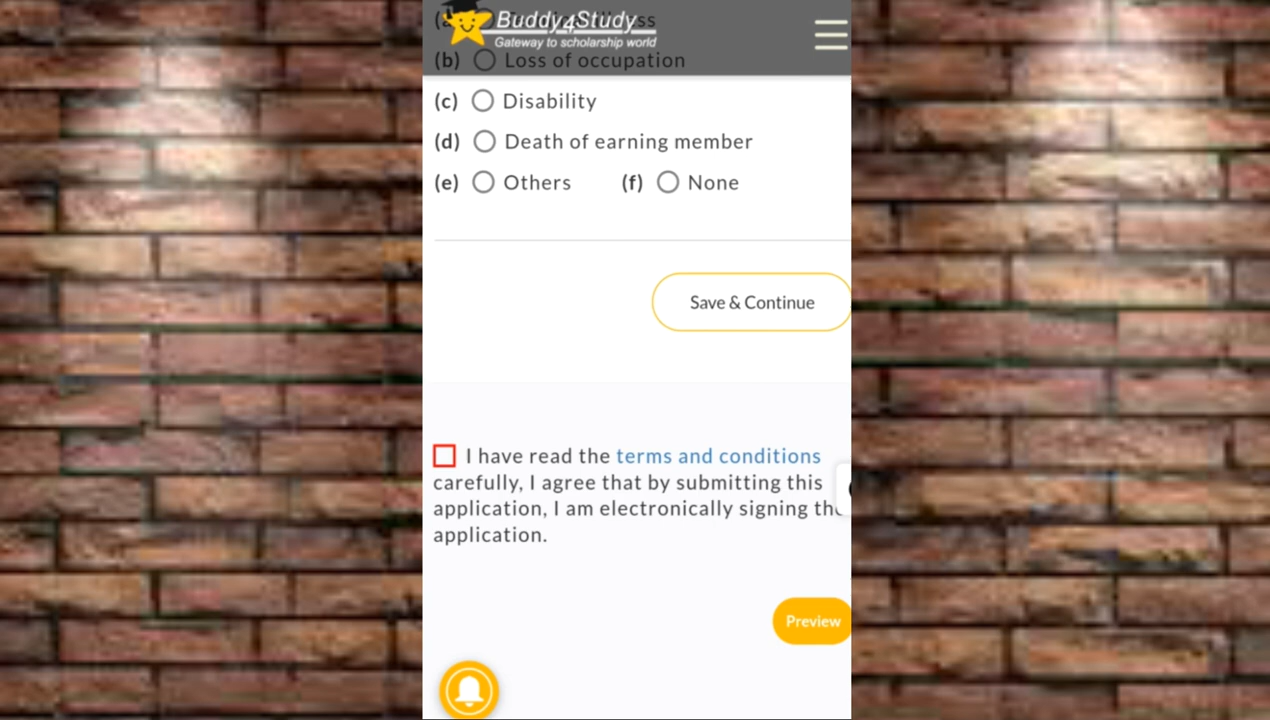 Buddy4Study
Gateway to scholarship world
(b) Loss of occupation
(c) Disability
(d) Death of earning member
(e) Others (f) None
Save & Continue
I have read the terms and conditions
carefully, I agree that by submitting this
application, I am electronically signing the
application.
Preview